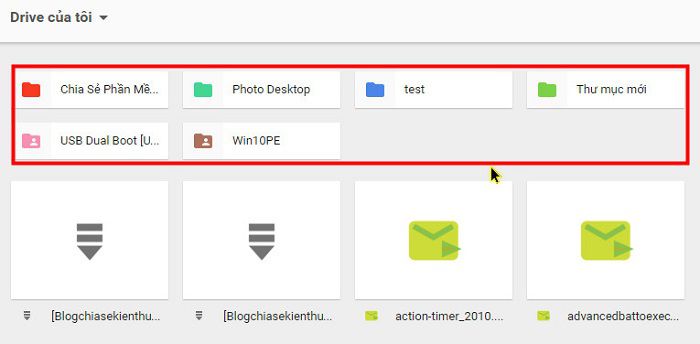 Drive của tôi
Chia Sẻ Phần Mề...
Photo Desktop
test
Thư mục mới
USB Dual Boot [U...
Win10PE
[Blogchiasekienthu...
[Blogchiasekienthu...
action-timer_2010....
advancedbattoexec...